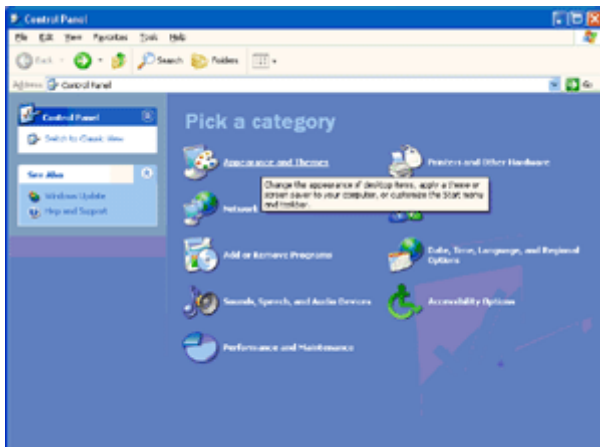 Control Panel
File Edit View Favorites Tools Help
Back Search Folders
Address Control Panel Go
Control Panel
Switch to Classic View
See Also
Windows Update
Help and Support
Pick a category
Appearance and Themes
Printers and Other Hardware
Change the appearance of desktop items, apply a theme or
screen saver to your computer, or customize the Start menu
and taskbar.
Network
Add or Remove Programs
Date, Time, Language, and Regional
Options
Sounds, Speech, and Audio Devices
Accessibility Options
Performance and Maintenance